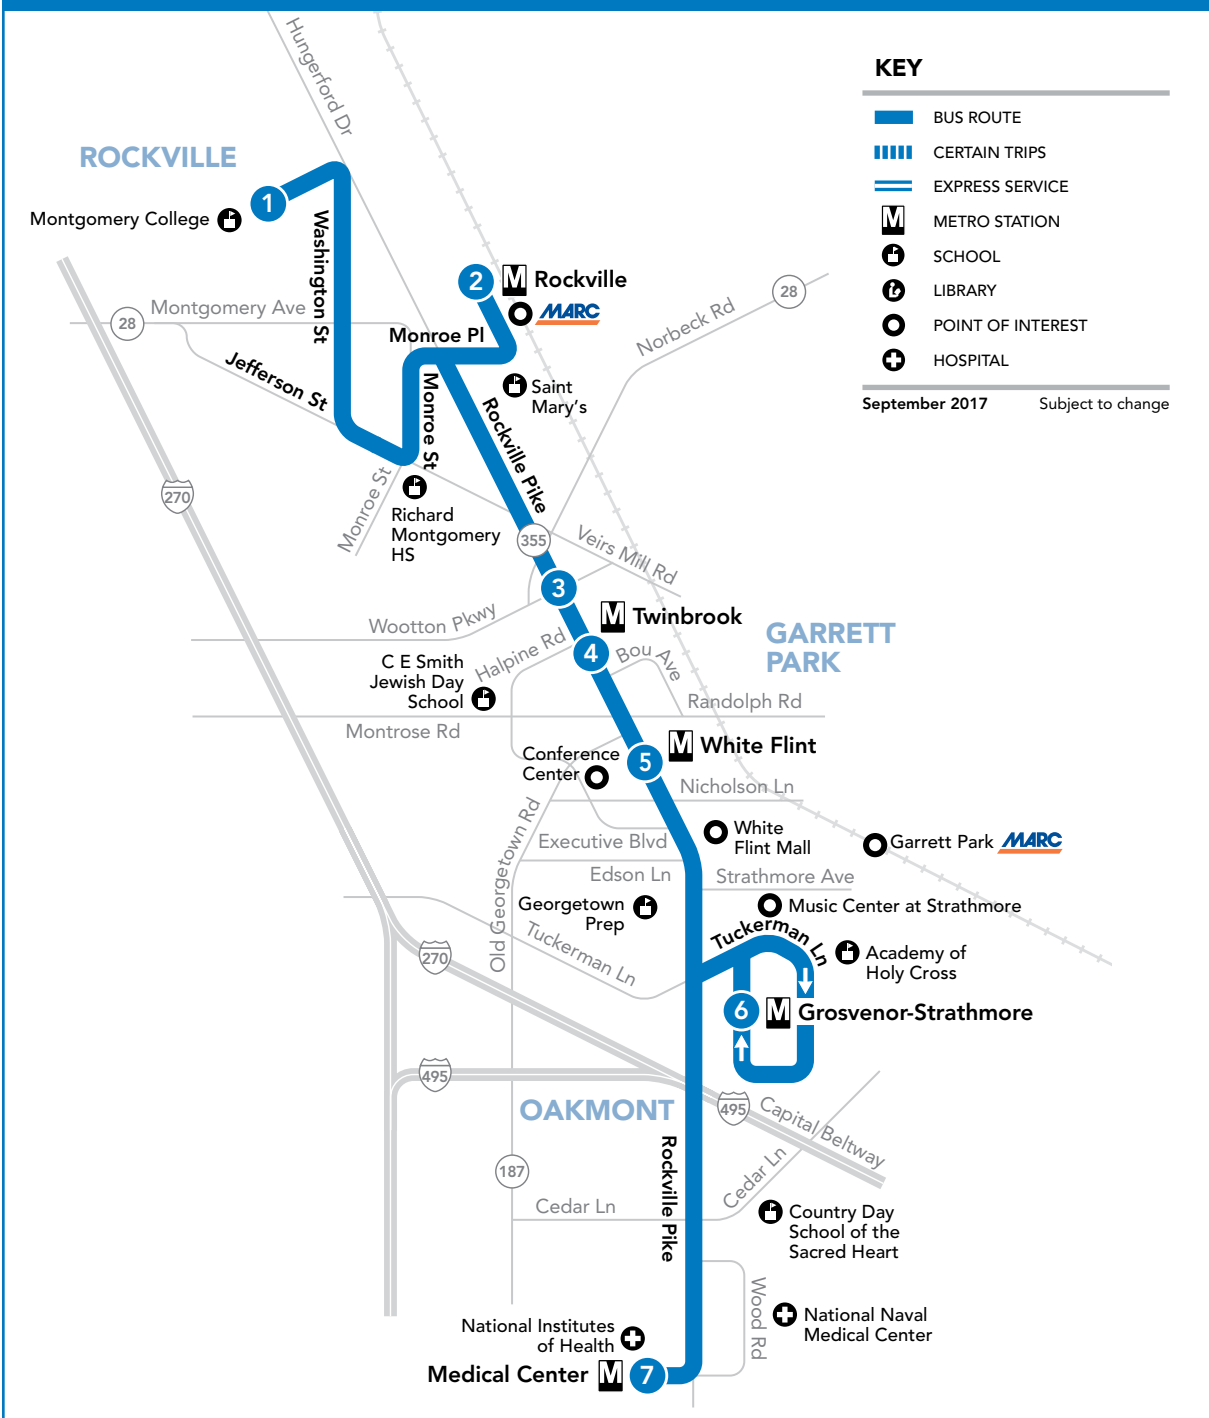 Hungerford Dr
KEY
BUS ROUTE
CERTAIN TRIPS
EXPRESS SERVICE
M
METRO STATION
SCHOOL
LIBRARY
POINT OF INTEREST
HOSPITAL
September 2017
Subject to change
ROCKVILLE
1
Montgomery College
Washington St
2
M
Rockville
MARC
28
Norbeck Rd
28
Montgomery Ave
Monroe Pl
Jefferson St
Monroe St
Saint
Mary's
Rockville Pike
270
Monroe St
Richard
Montgomery
HS
355
Veirs Mill Rd
3
Wootton Pkwy
M
Twinbrook
GARRETT
PARK
Halpine Rd
4
Bou Ave
C E Smith
Jewish Day
School
Randolph Rd
Montrose Rd
M
White Flint
Conference
Center
5
Nicholson Ln
Old Georgetown Rd
Executive Blvd
White
Flint Mall
Garrett Park
MARC
Edson Ln
Strathmore Ave
Georgetown
Prep
Music Center at Strathmore
Tuckerman Ln
Tuckerman Ln
Academy of
Holy Cross
270
6
M
Grosvenor-Strathmore
495
OAKMONT
495
Capital Beltway
Rockville Pike
187
Cedar Ln
Cedar Ln
Country Day
School of the
Sacred Heart
Wood Rd
National Naval
Medical Center
National Institutes
of Health
Medical Center
M
7